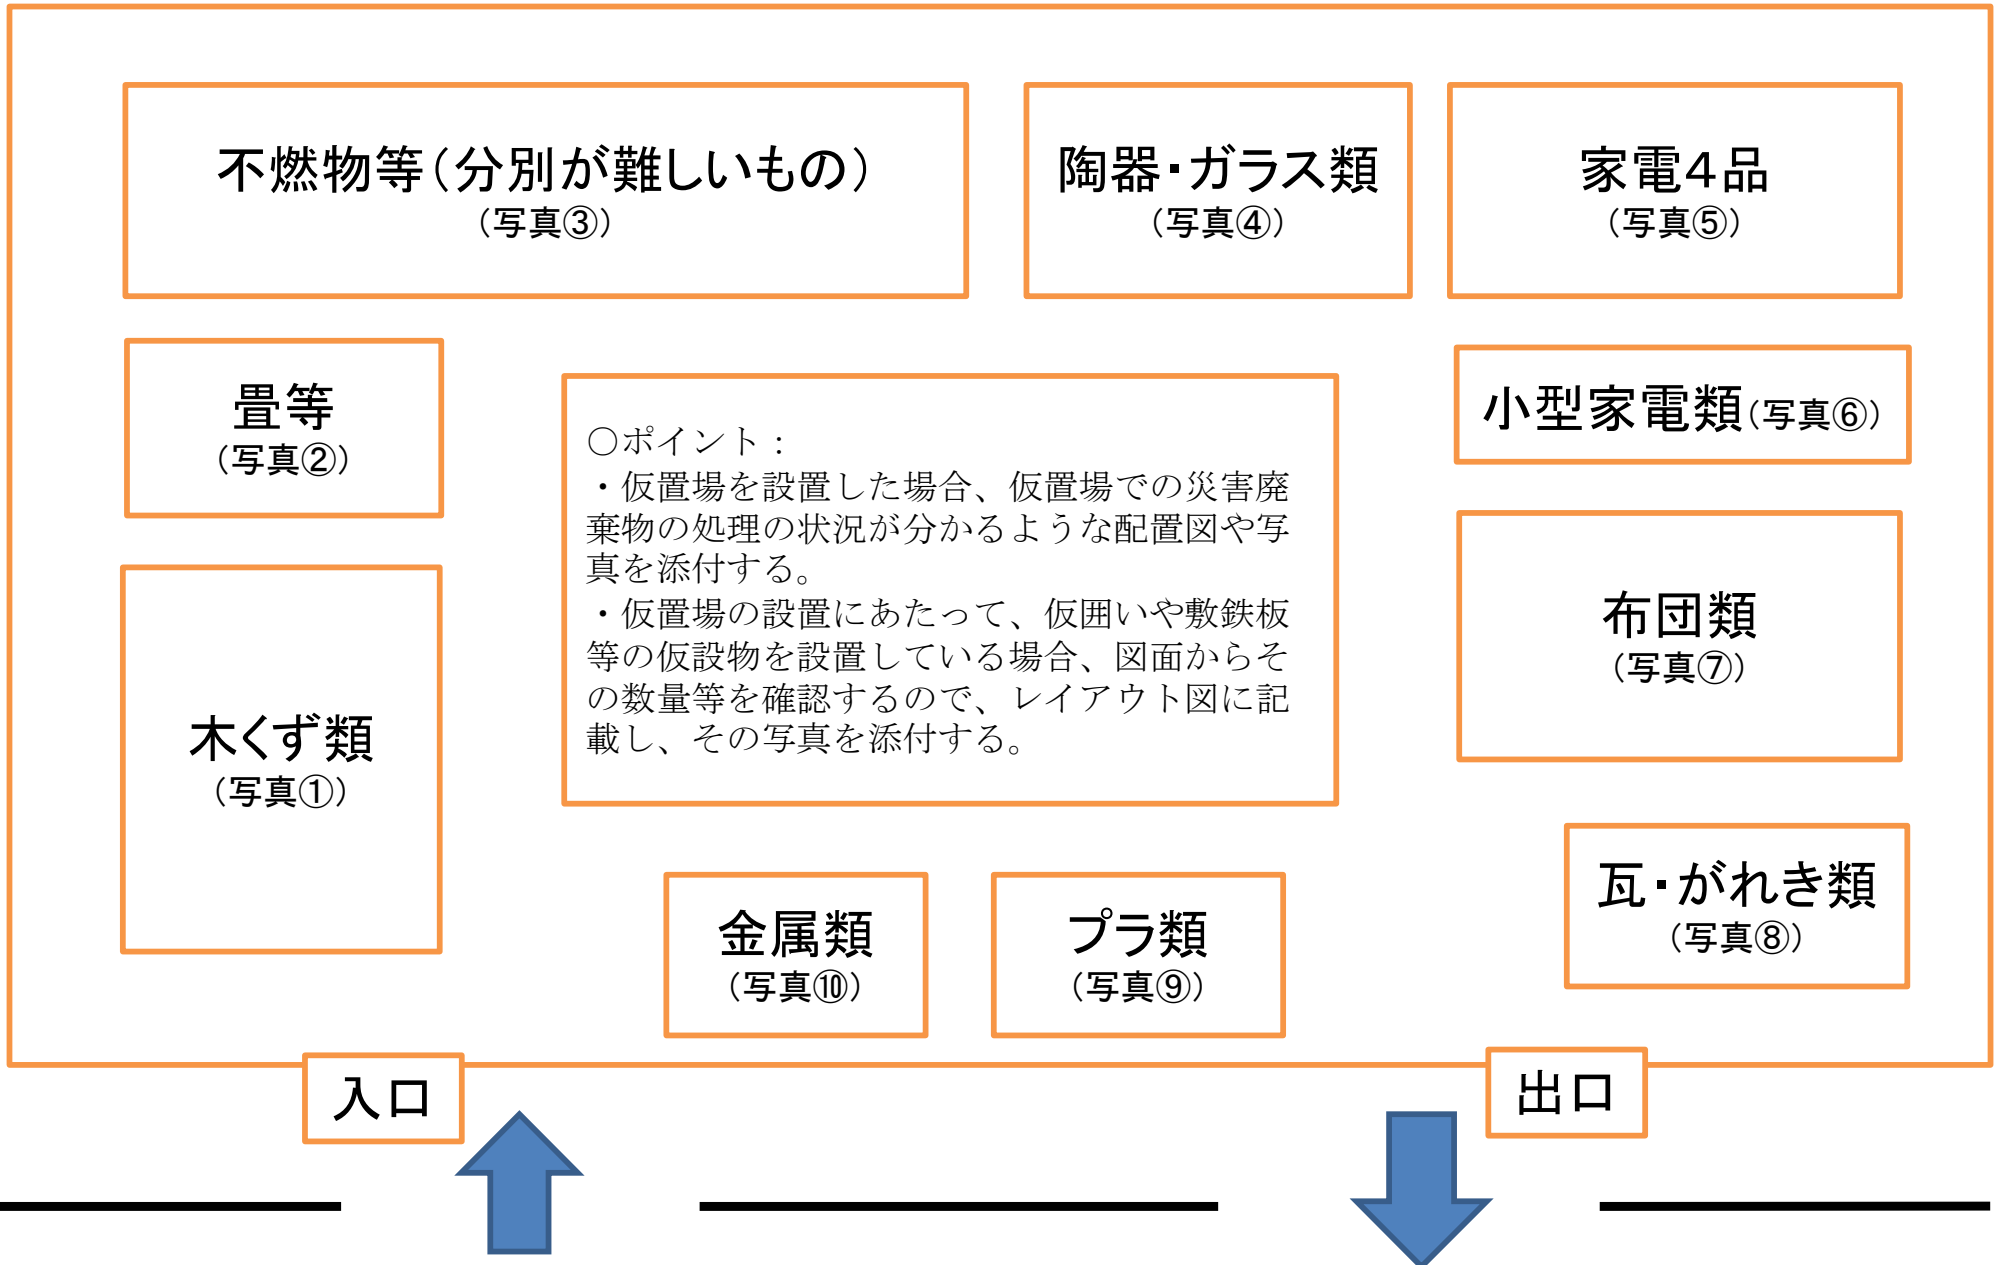 不燃物等（分別が難しいもの）
（写真③）
陶器・ガラス類
（写真④）
家電４品
（写真⑤）
畳等
（写真②）
小型家電類（写真⑥）
○ポイント：
・仮置場を設置した場合、仮置場での災害廃
棄物の処理の状況が分かるような配置図や写
真を添付する。
・仮置場の設置にあたって、仮囲いや敷鉄板
等の仮設物を設置している場合、図面からそ
の数量等を確認するので、レイアウト図に記
載し、その写真を添付する。
布団類
（写真⑦）
木くず類
（写真①）
瓦・がれき類
（写真⑧）
金属類
（写真⑩）
プラ類
（写真⑨）
入口
出口